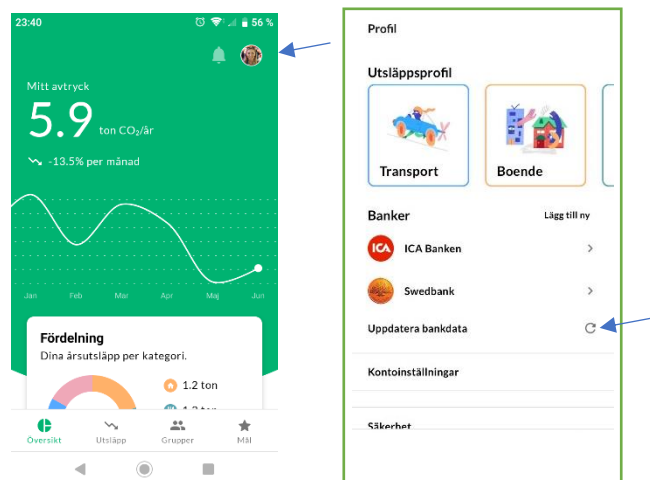 23:40
56 %
Mitt avtryck
5.9 ton CO₂/år
-13.5% per månad
Jan Feb Mar Apr Maj Jun
Fördelning
Dina årsutsläpp per kategori.
1.2 ton
Översikt Utsläpp Grupper Mål
Profil
Utsläppsprofil
Transport Boende
Banker Lägg till ny
ICA ICA Banken
Swedbank
Uppdatera bankdata
Kontoinställningar
Säkerhet